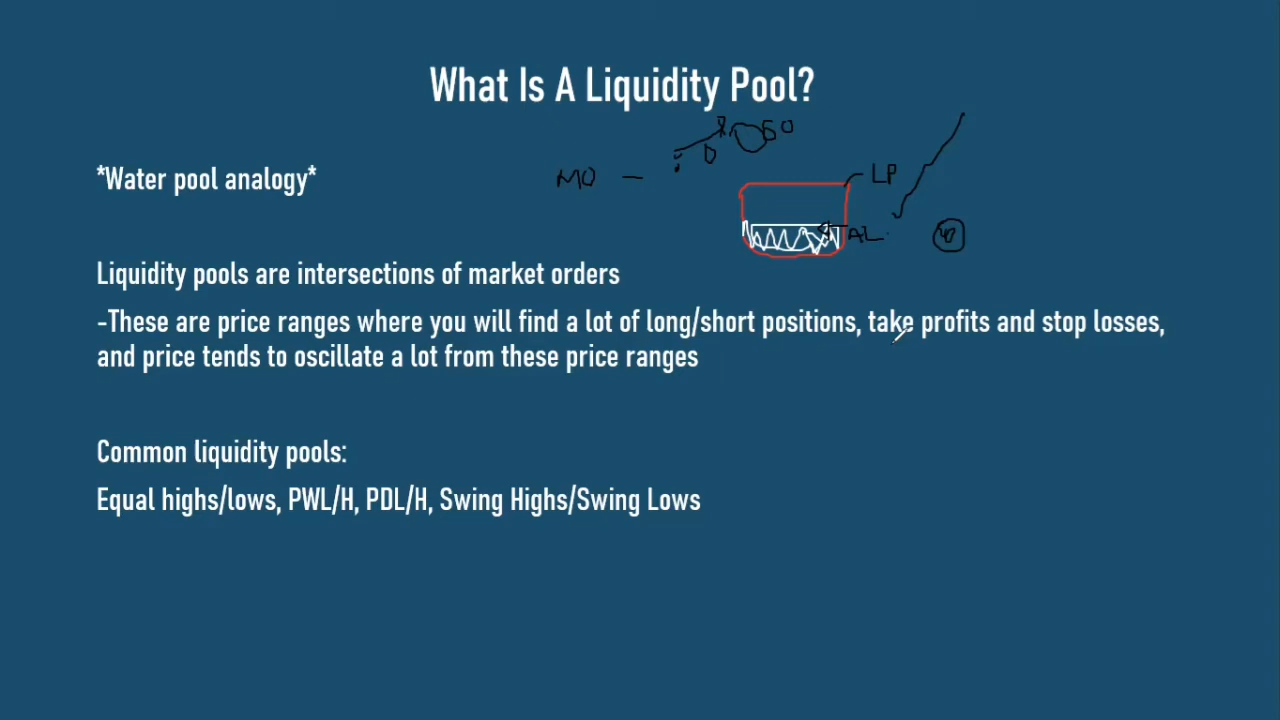 What Is A Liquidity Pool?
*Water pool analogy*
MO -
LP
AL
Liquidity pools are intersections of market orders
-These are price ranges where you will find a lot of long/short positions, take profits and stop losses,
and price tends to oscillate a lot from these price ranges
Common liquidity pools:
Equal highs/lows, PWL/H, PDL/H, Swing Highs/Swing Lows